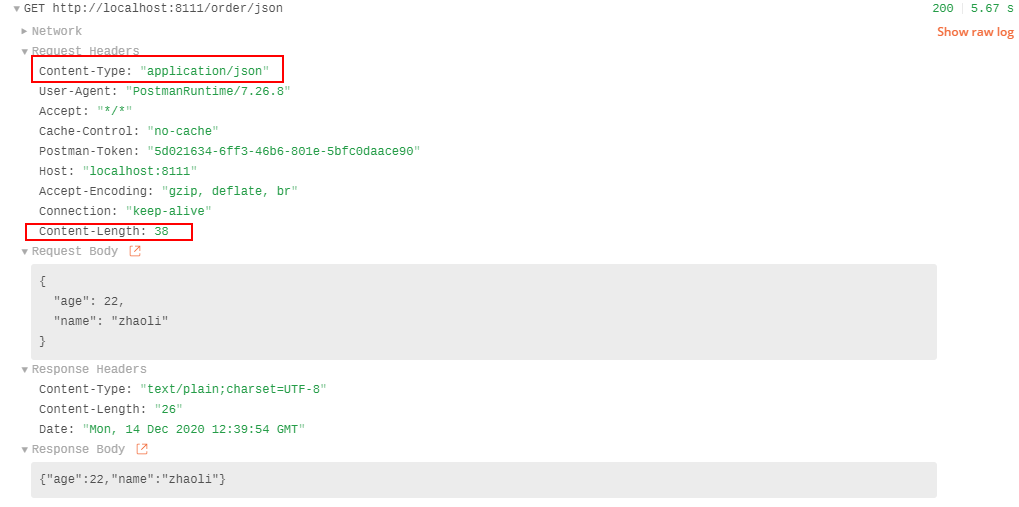 GET http://localhost:8111/order/json 200 5.67 s
Network Show raw log
Request Headers
Content-Type: "application/json"
User-Agent: "PostmanRuntime/7.26.8"
Accept: "*/*"
Cache-Control: "no-cache"
Postman-Token: "5d021634-6ff3-46b6-801e-5bfc0daace90"
Host: "localhost:8111"
Accept-Encoding: "gzip, deflate, br"
Connection: "keep-alive"
Content-Length: 38
Request Body
{
"age": 22,
"name": "zhaoli"
}
Response Headers
Content-Type: "text/plain;charset=UTF-8"
Content-Length: "26"
Date: "Mon, 14 Dec 2020 12:39:54 GMT"
Response Body
{"age":22,"name":"zhaoli"}